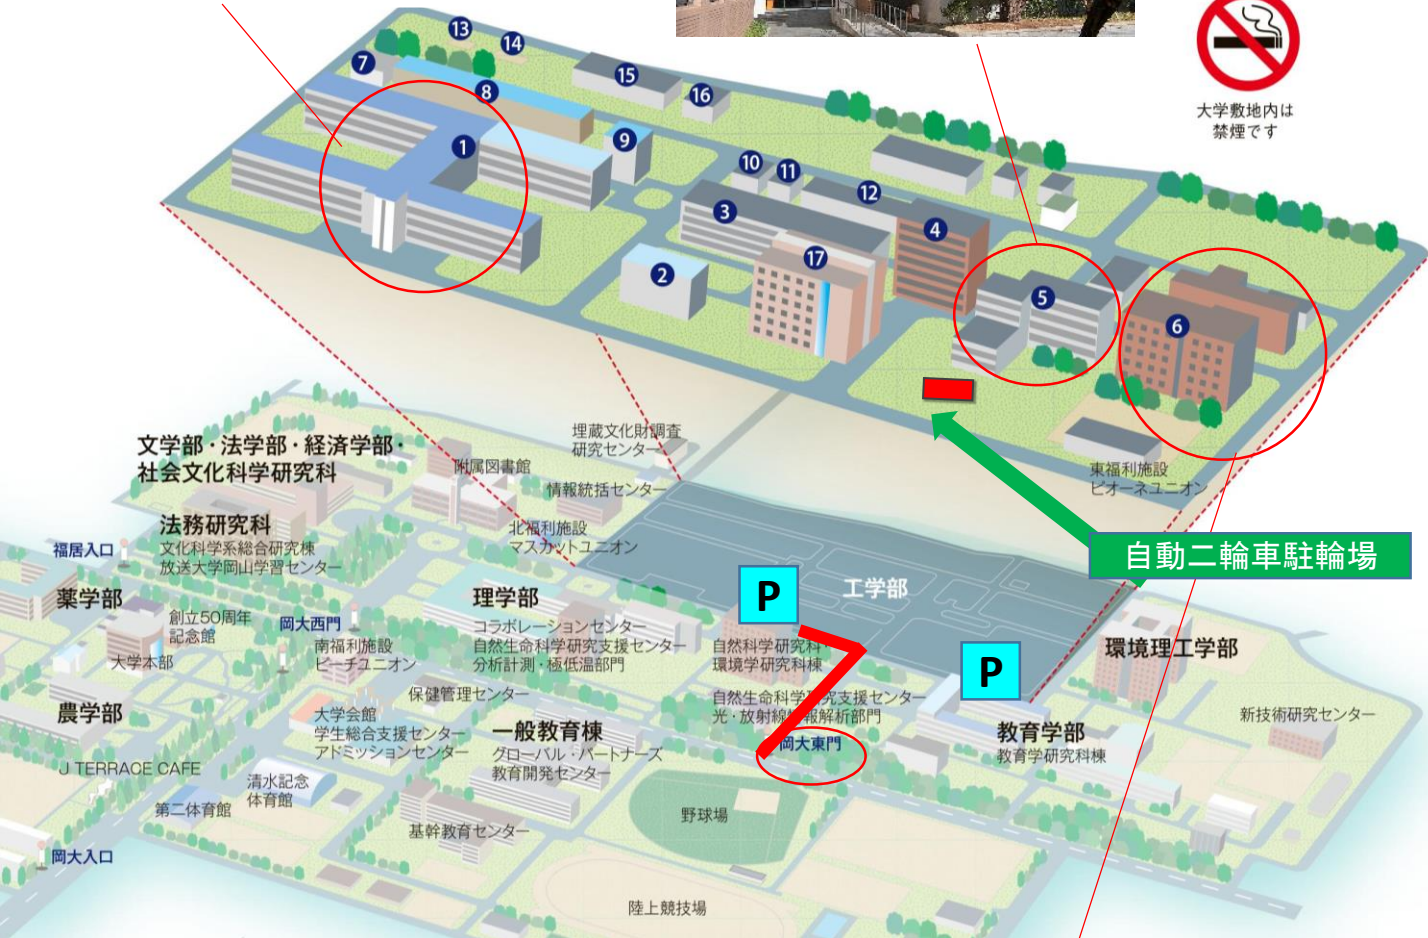 13
14
7
15
8
16
大学敷地内は
禁煙です
1
9
10
11
12
3
4
17
2
5
6
文学部・法学部・経済学部・
社会文化科学研究科
埋蔵文化財調査
研究センター
附属図書館
情報統括センター
東福利施設
ピオーネユニオン
法務研究科
文化科学系総合研究棟
放送大学岡山学習センター
北福利施設
マスカットユニオン
福居入口
自動二輪車駐輪場
薬学部
創立50周年
記念館
大学本部
岡大西門
南福利施設
ピーチユニオン
理学部
コラボレーションセンター
自然生命科学研究支援センター
分析計測・極低温部門
P
工学部
自然科学研究科
環境学研究科棟
P
環境理工学部
農学部
保健管理センター
自然生命科学研究支援センター
光・放射線情報解析部門
大学会館
学生総合支援センター
アドミッションセンター
一般教育棟
グローバル・パートナーズ
教育開発センター
岡大東門
教育学部
教育学研究科棟
新技術研究センター
J TERRACE CAFE
清水記念
体育館
第二体育館
基幹教育センター
野球場
岡大入口
陸上競技場